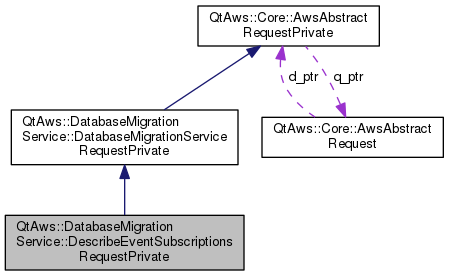 QtAws::Core::AwsAbstract
RequestPrivate
d_ptr
q_ptr
QtAws::DatabaseMigration
Service::DatabaseMigrationService
RequestPrivate
QtAws::Core::AwsAbstract
Request
QtAws::DatabaseMigration
Service::DescribeEventSubscriptions
RequestPrivate